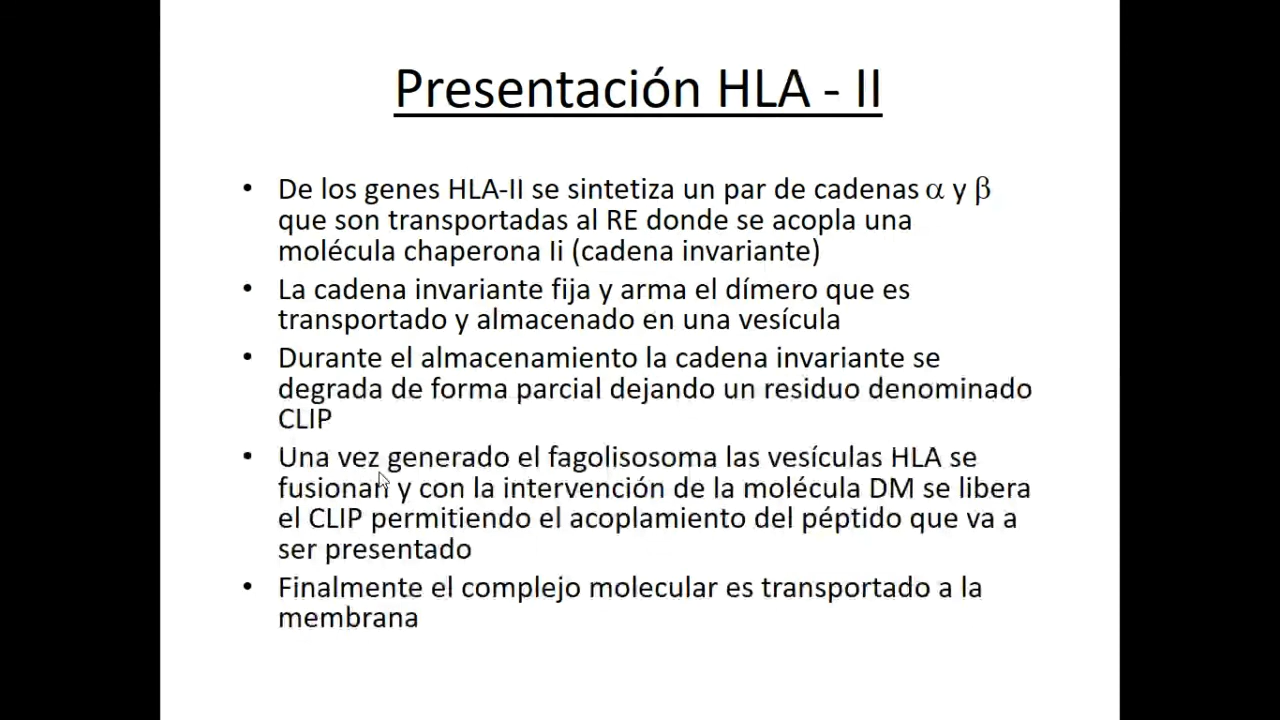 Presentación HLA - II
• De los genes HLA-II se sintetiza un par de cadenas α y β
que son transportadas al RE donde se acopla una
molécula chaperona Ii (cadena invariante)
• La cadena invariante fija y arma el dímero que es
transportado y almacenado en una vesícula
• Durante el almacenamiento la cadena invariante se
degrada de forma parcial dejando un residuo denominado
CLIP
• Una vez generado el fagolisosoma las vesículas HLA se
fusionan y con la intervención de la molécula DM se libera
el CLIP permitiendo el acoplamiento del péptido que va a
ser presentado
• Finalmente el complejo molecular es transportado a la
membrana